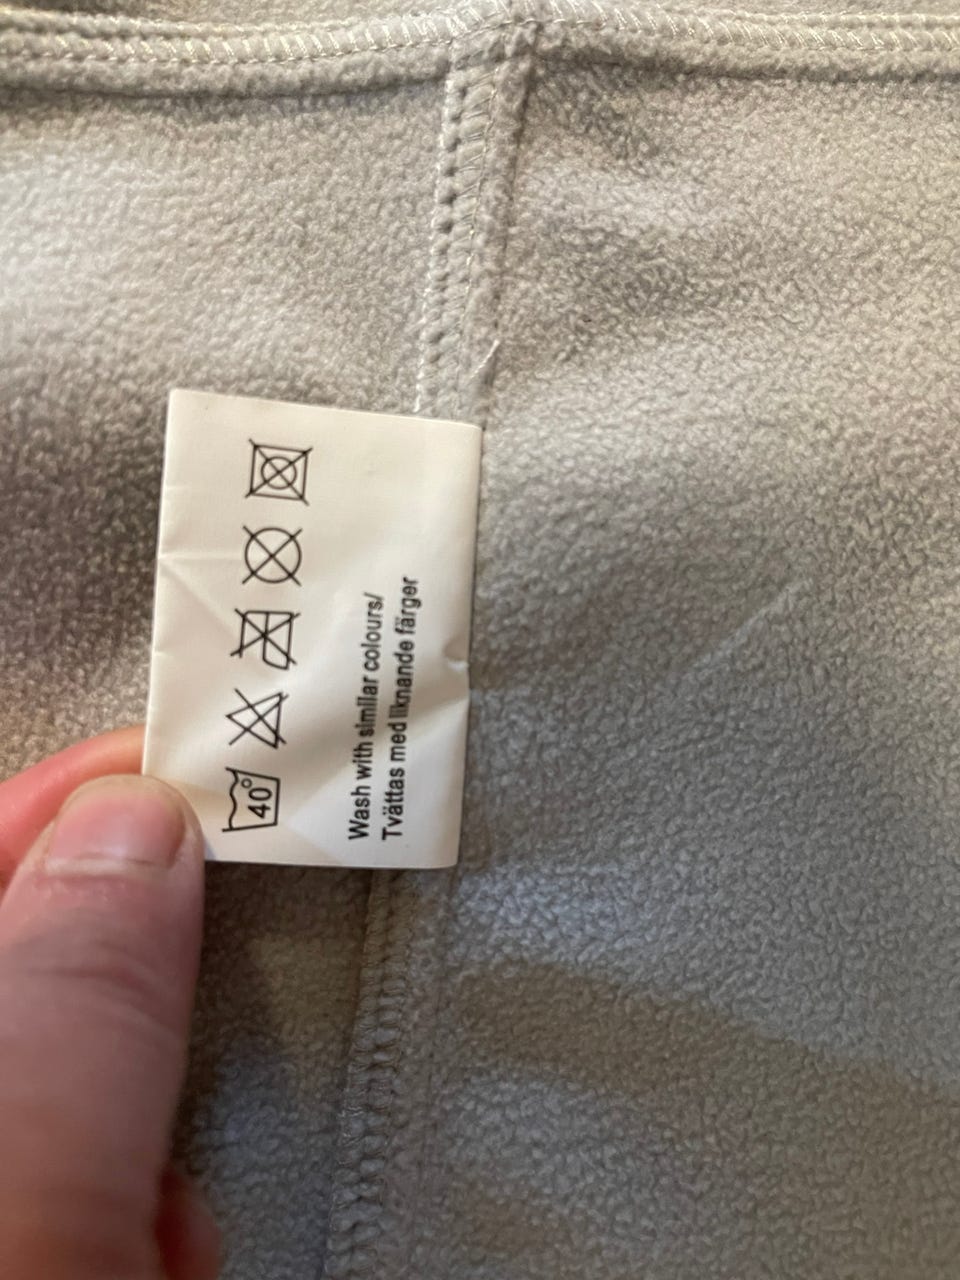 40°
Wash with similar colours/
Tvättas med liknande färger